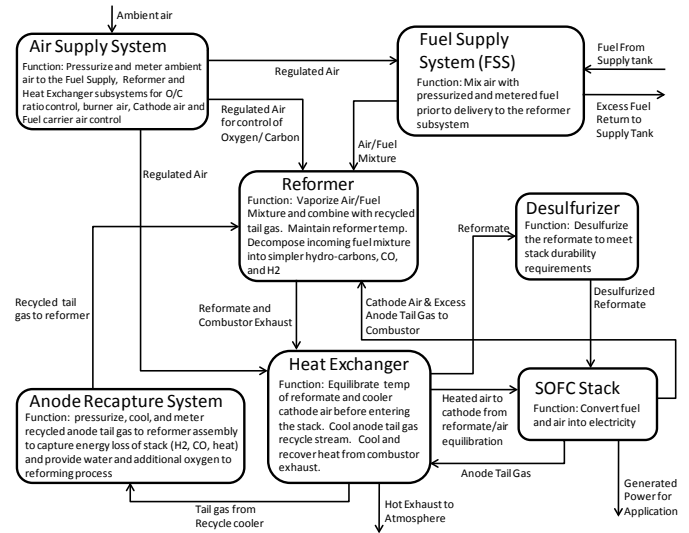 Ambient air
Air Supply System
Function: Pressurize and meter ambient
air to the Fuel Supply, Reformer and
Heat Exchanger subsystems for O/C
ratio control, burner air, Cathode air and
Fuel carrier air control
Regulated Air
Fuel Supply
System (FSS)
Function: Mix air with
pressurized and metered fuel
prior to delivery to the reformer
subsystem
Fuel From
Supply tank
Excess Fuel
Return to
Supply Tank
Regulated Air
for control of
Oxygen/ Carbon
Air/Fuel
Mixture
Regulated Air
Reformer
Function: Vaporize Air/Fuel
Mixture and combine with recycled
tail gas. Maintain reformer temp.
Decompose incoming fuel mixture
into simpler hydro-carbons, CO,
and H2
Reformate
Desulfurizer
Function: Desulfurize
the reformate to meet
stack durability
requirements
Recycled tail
gas to reformer
Reformate and
Combustor Exhaust
Cathode Air & Excess
Anode Tail Gas to
Combustor
Desulfurized
Reformate
Heat Exchanger
Function: Equilibrate temp
of reformate and cooler
cathode air before entering
the stack. Cool anode tail gas
recycle stream. Cool and
recover heat from combustor
exhaust.
Heated air to
cathode from
reformate/air
equilibration
SOFC Stack
Function: Convert fuel
and air into electricity
Anode Recapture System
Function: pressurize, cool, and meter
recycled anode tail gas to reformer assembly
to capture energy loss of stack (H2, CO, heat)
and provide water and additional oxygen to
reforming process
Anode Tail Gas
Tail gas from
Recycle cooler
Hot Exhaust to
Atmosphere
Generated
Power for
Application